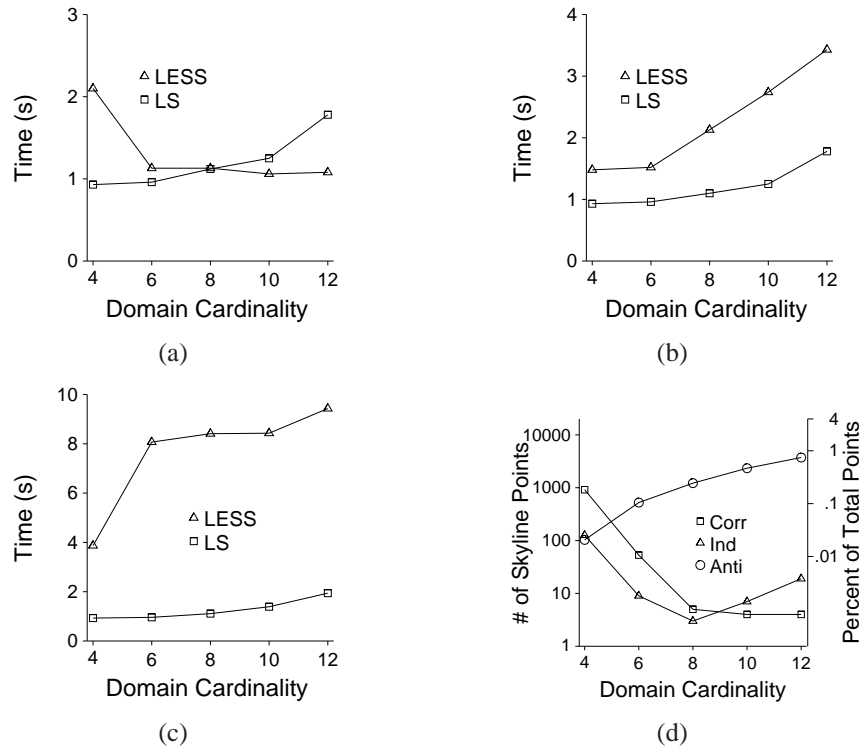 3
2
1
0
Time (s)
LESS
LS
4 6 8 10 12
Domain Cardinality
(a)
4
3
2
1
0
Time (s)
LESS
LS
4 6 8 10 12
Domain Cardinality
(b)
10
8
6
4
2
0
Time (s)
LESS
LS
4 6 8 10 12
Domain Cardinality
(c)
10000
1000
100
10
1
# of Skyline Points
Corr
Ind
Anti
4
1
.1
.01
Percent of Total Points
4 6 8 10 12
Domain Cardinality
(d)